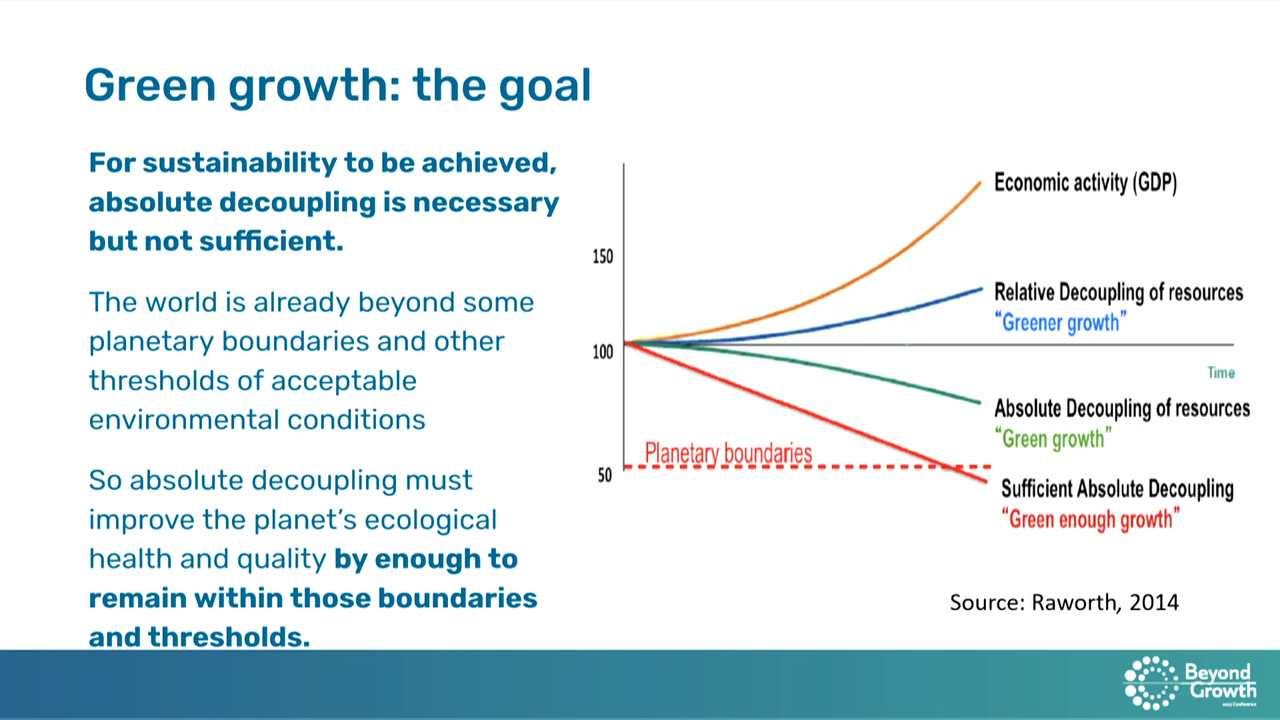 Green growth: the goal
For sustainability to be achieved,
absolute decoupling is necessary
but not sufficient.
The world is already beyond some
planetary boundaries and other
thresholds of acceptable
environmental conditions
So absolute decoupling must
improve the planet’s ecological
health and quality by enough to
remain within those boundaries
and thresholds.
Economic activity (GDP)
150
Relative Decoupling of resources
“Greener growth”
100
Time
Absolute Decoupling of resources
“Green growth”
Planetary boundaries
50
Sufficient Absolute Decoupling
“Green enough growth”
Source: Raworth, 2014
Beyond
Growth
Conference